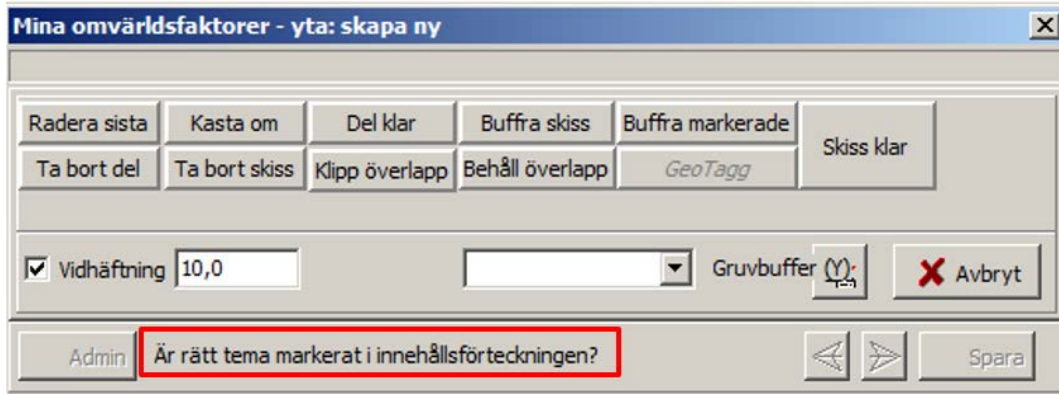 Mina omvärldsfaktorer - yta: skapa ny
Radera sista Kasta om Del klar Buffra skiss Buffra markerade Skiss klar
Ta bort del Ta bort skiss Klipp överlapp Behåll överlapp GeoTagg
Vidhäftning 10,0 Gruvbuffer (Y): Avbryt
Admin Är rätt tema markerat i innehållsförteckningen? Spara